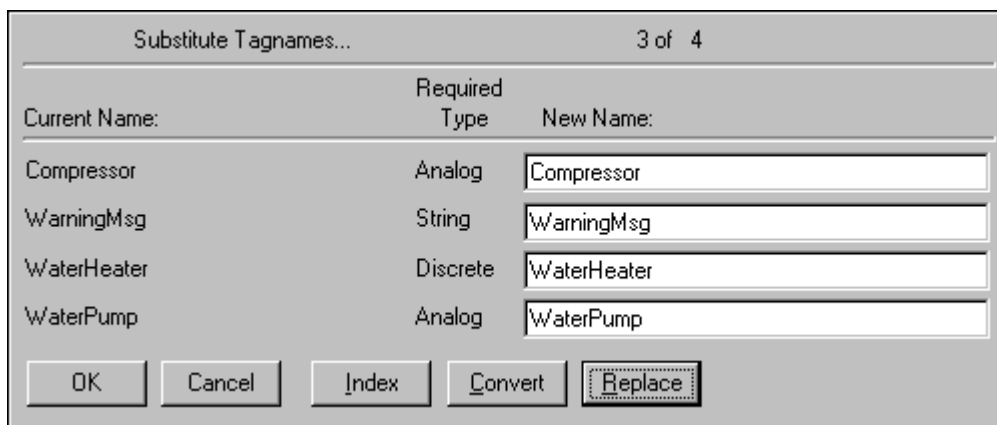 Substitute Tagnames... 3 of 4
Required
Current Name: Type New Name:
Compressor Analog Compressor
WarningMsg String WarningMsg
WaterHeater Discrete WaterHeater
WaterPump Analog WaterPump
OK Cancel Index Convert Replace